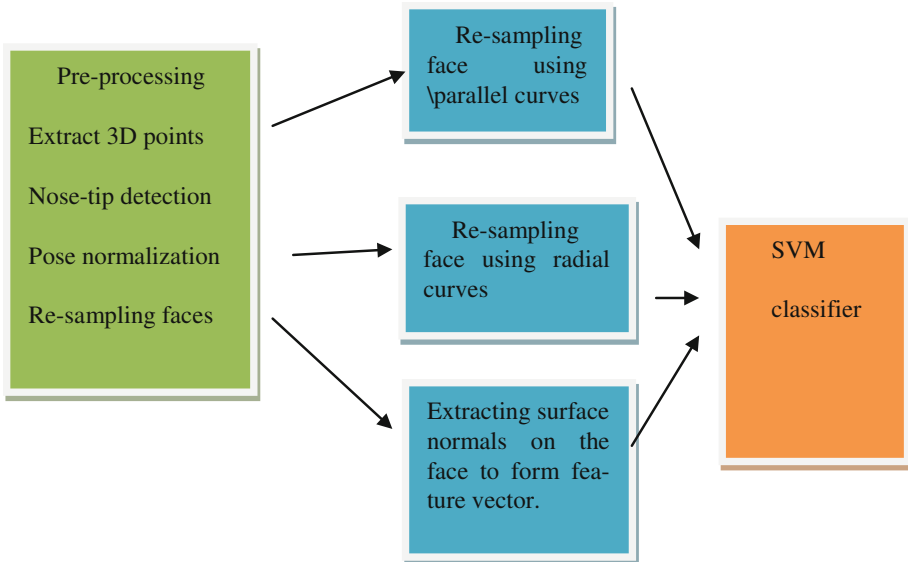 Pre-processing
Extract 3D points
Nose-tip detection
Pose normalization
Re-sampling faces
Re-sampling
face using
\parallel curves
Re-sampling
face using radial
curves
Extracting surface
normals on the
face to form fea-
ture vector.
SVM
classifier